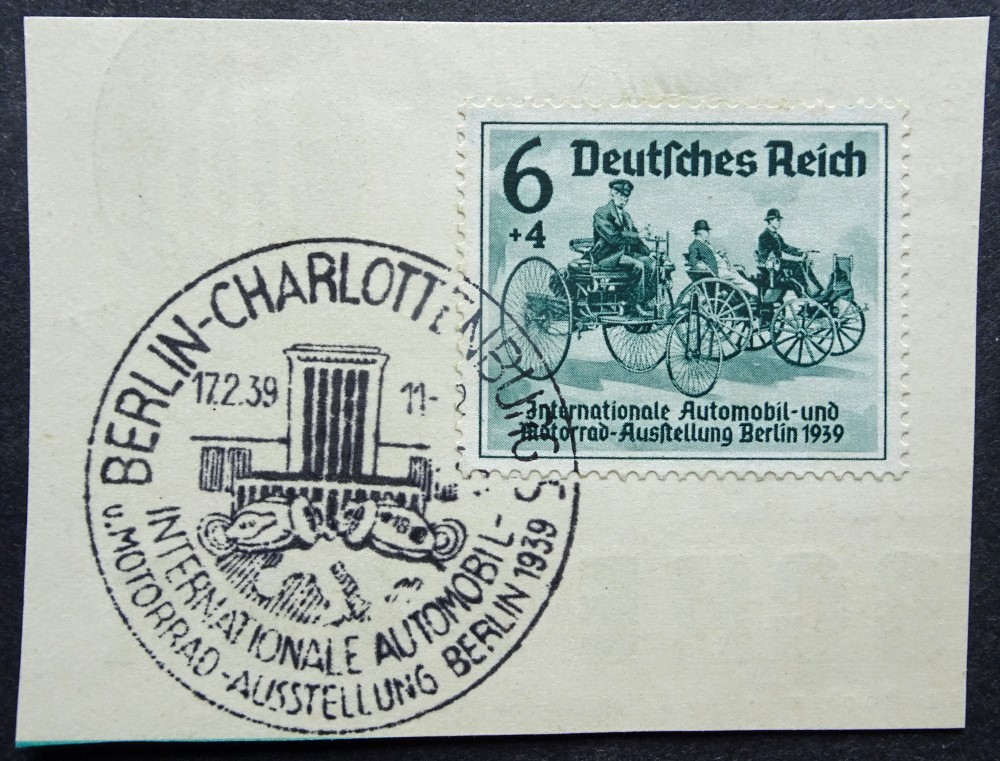 6 Deutsches Reich
+4
Internationale Automobil-und
Motorrad-Ausstellung Berlin 1939
BERLIN-CHARLOTTENBURG
17.2.39 11-
INTERNATIONALE AUTOMOBIL-
u. MOTORRAD-AUSSTELLUNG BERLIN 1939